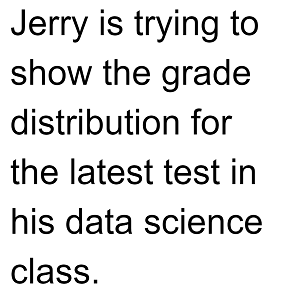 Jerry is trying to
show the grade
distribution for
the latest test in
his data science
class.